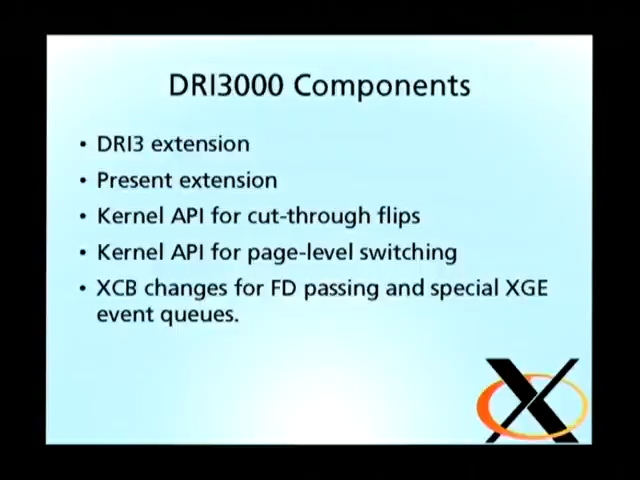 DRI3000 Components
• DRI3 extension
• Present extension
• Kernel API for cut-through flips
• Kernel API for page-level switching
• XCB changes for FD passing and special XGE
event queues.